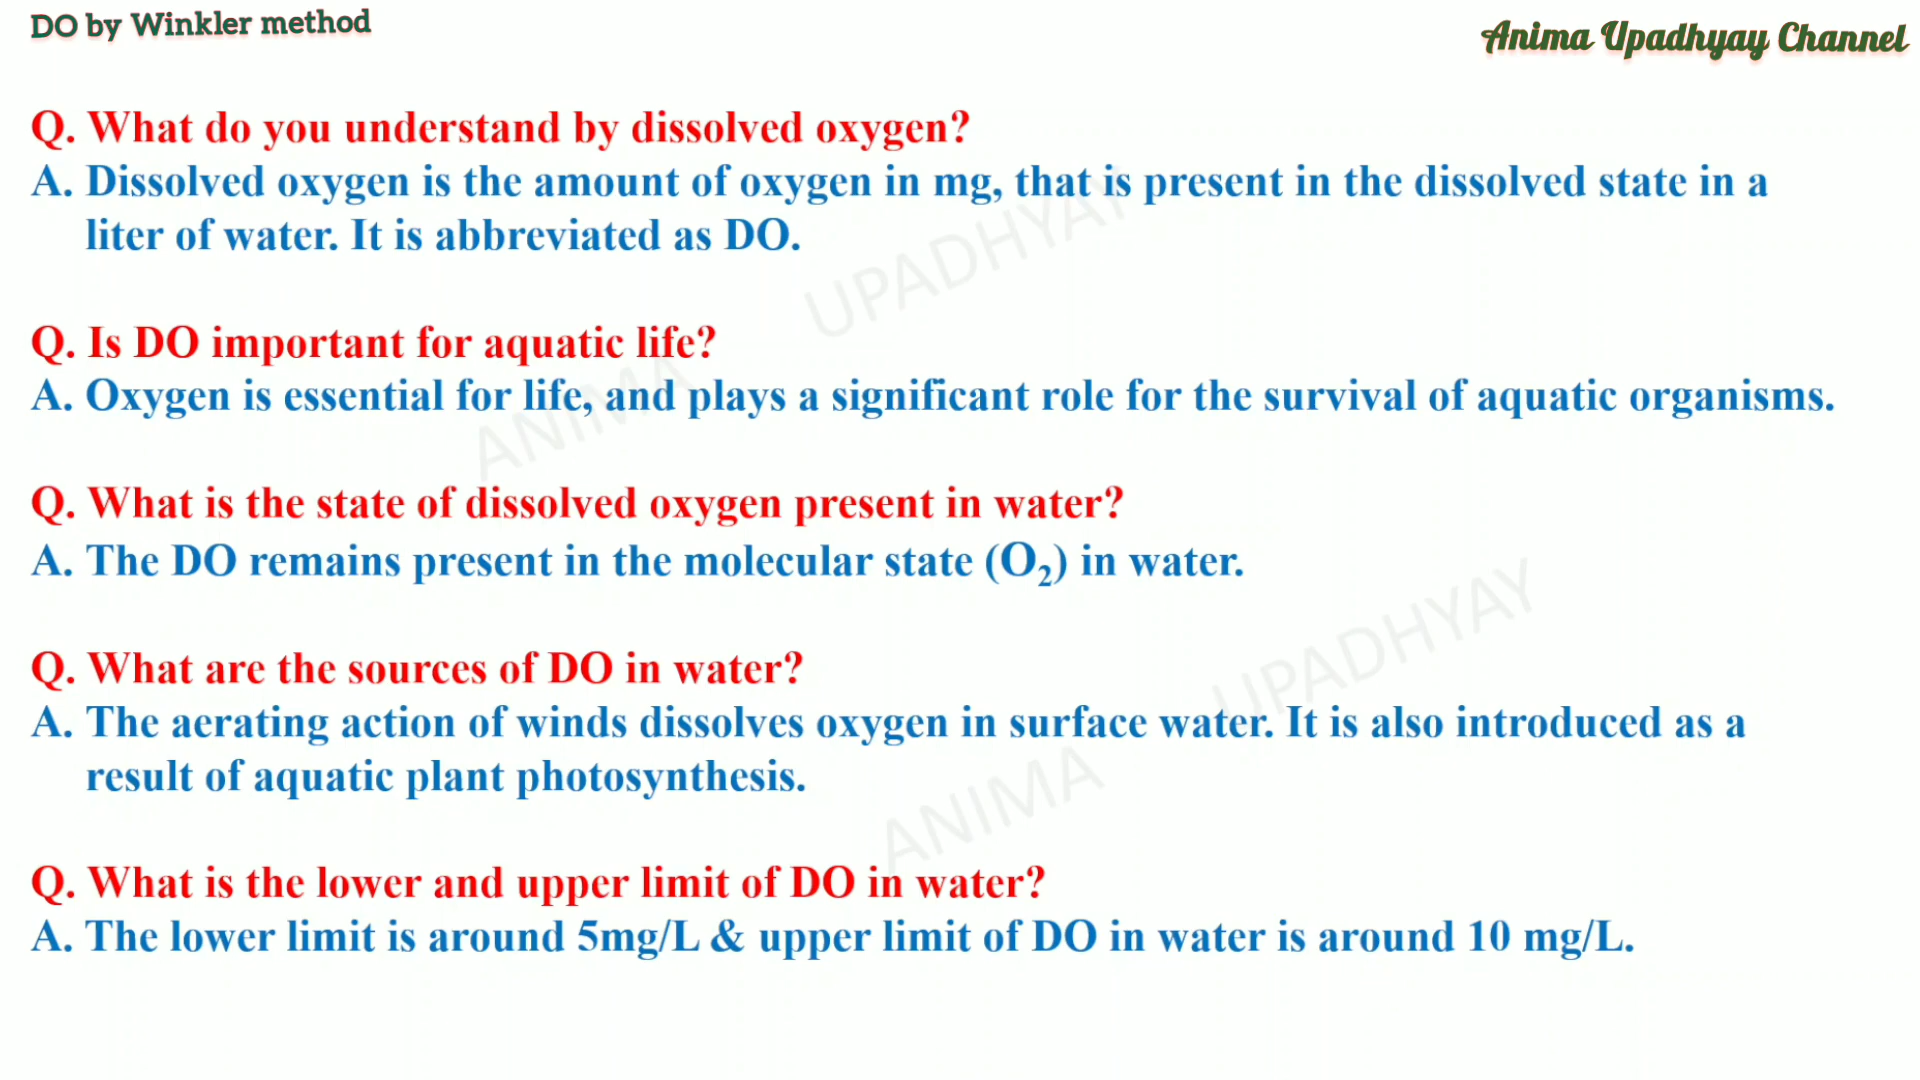 DO by Winkler method
Anima Upadhyay Channel
Q. What do you understand by dissolved oxygen?
A. Dissolved oxygen is the amount of oxygen in mg, that is present in the dissolved state in a
liter of water. It is abbreviated as DO.
Q. Is DO important for aquatic life?
A. Oxygen is essential for life, and plays a significant role for the survival of aquatic organisms.
Q. What is the state of dissolved oxygen present in water?
A. The DO remains present in the molecular state (O₂) in water.
Q. What are the sources of DO in water?
A. The aerating action of winds dissolves oxygen in surface water. It is also introduced as a
result of aquatic plant photosynthesis.
Q. What is the lower and upper limit of DO in water?
A. The lower limit is around 5mg/L & upper limit of DO in water is around 10 mg/L.
ANIMA UPADHYAY
ANIMA UPADHYAY